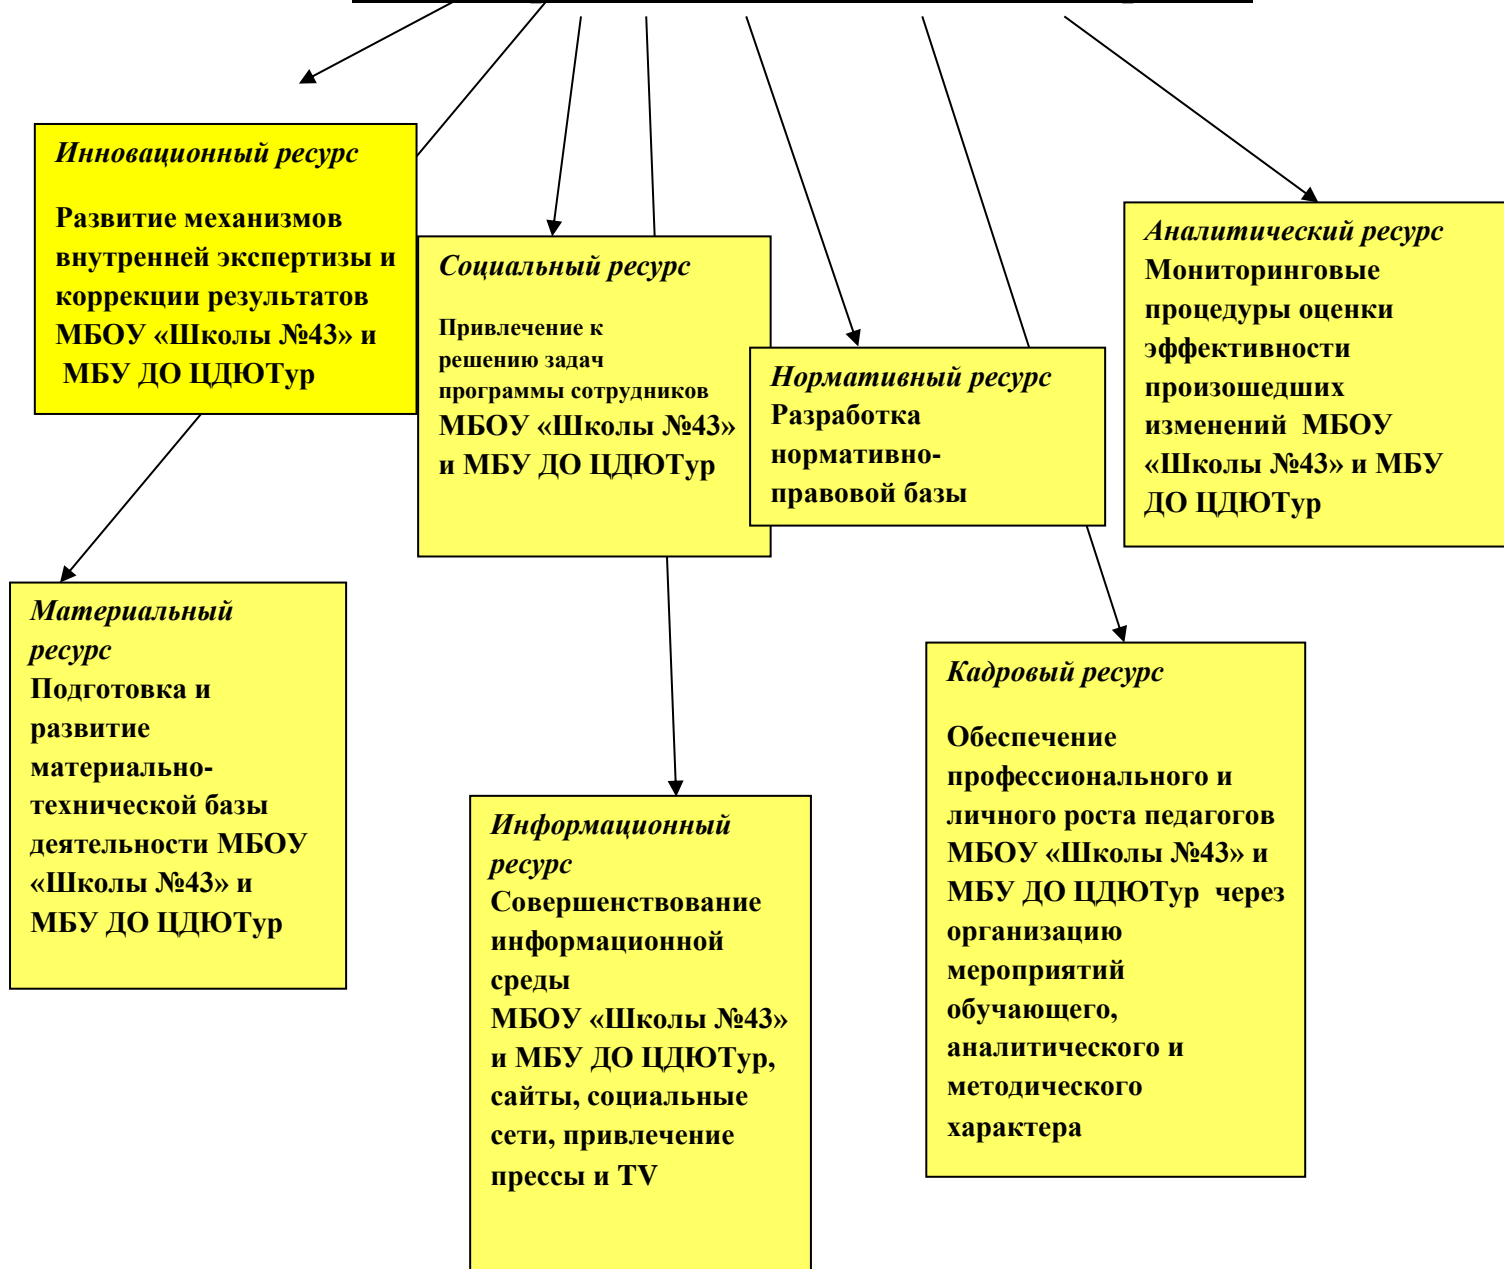 Инновационный ресурс
Развитие механизмов
внутренней экспертизы и
коррекции результатов
МБОУ «Школы №43» и
МБУ ДО ЦДЮТур
Социальный ресурс
Привлечение к
решению задач
программы сотрудников
МБОУ «Школы №43»
и МБУ ДО ЦДЮТур
Нормативный ресурс
Разработка
нормативно-
правовой базы
Аналитический ресурс
Мониторинговые
процедуры оценки
эффективности
произошедших
изменений МБОУ
«Школы №43» и МБУ
ДО ЦДЮТур
Материальный
ресурс
Подготовка и
развитие
материально-
технической базы
деятельности МБОУ
«Школы №43» и
МБУ ДО ЦДЮТур
Информационный
ресурс
Совершенствование
информационной
среды
МБОУ «Школы №43»
и МБУ ДО ЦДЮТур,
сайты, социальные
сети, привлечение
прессы и TV
Кадровый ресурс
Обеспечение
профессионального и
личного роста педагогов
МБОУ «Школы №43» и
МБУ ДО ЦДЮТур через
организацию
мероприятий
обучающего,
аналитического и
методического
характера